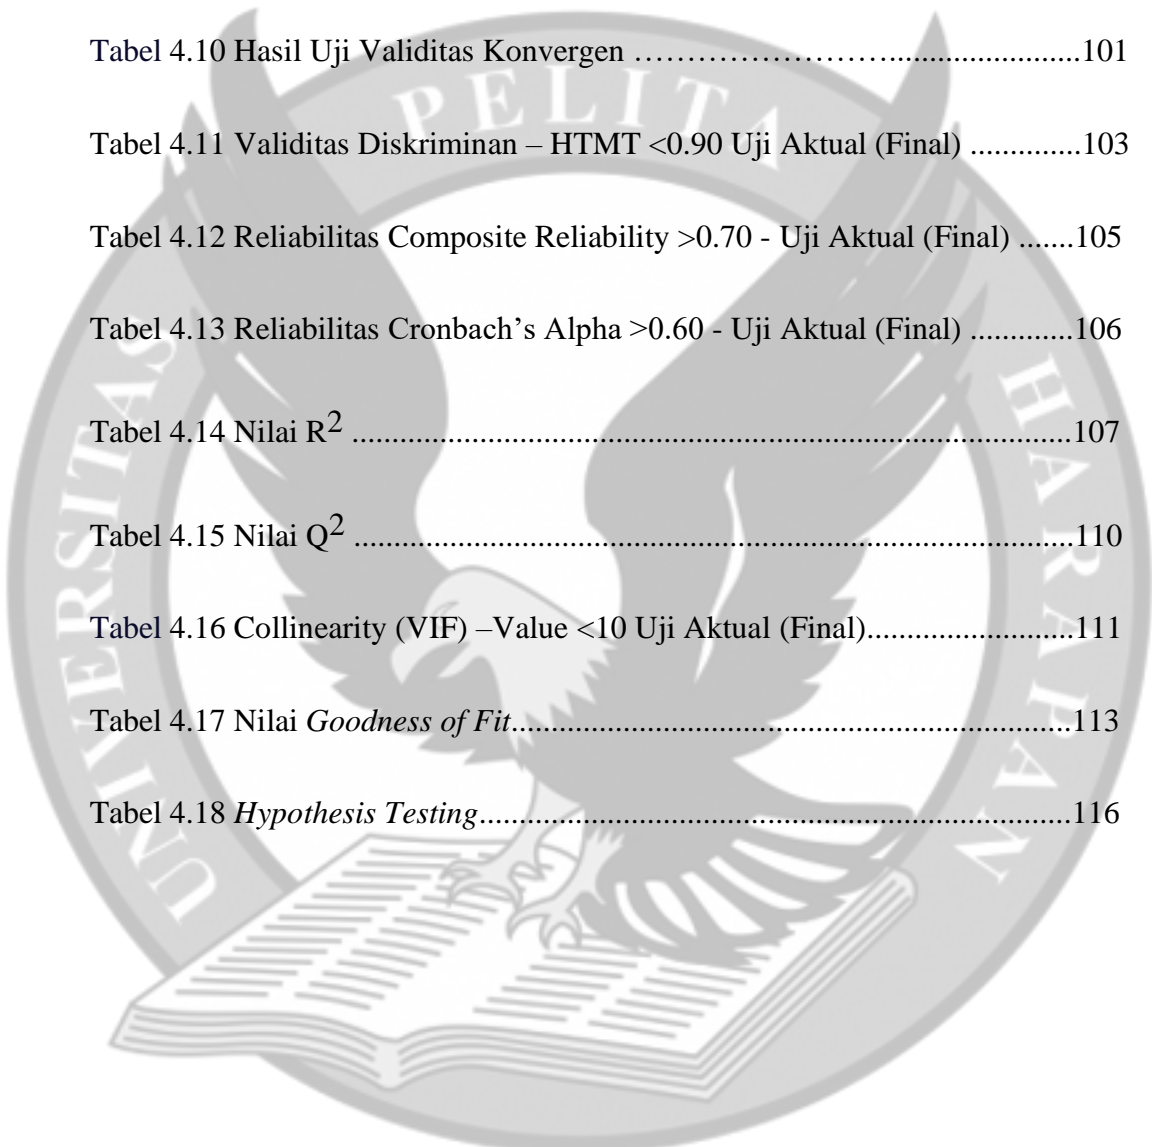 Tabel 4.10 Hasil Uji Validitas Konvergen ……………………........................101
Tabel 4.11 Validitas Diskriminan – HTMT <0.90 Uji Aktual (Final) ..............103
Tabel 4.12 Reliabilitas Composite Reliability >0.70 - Uji Aktual (Final) .......105
Tabel 4.13 Reliabilitas Cronbach’s Alpha >0.60 - Uji Aktual (Final) .............106
Tabel 4.14 Nilai R2 ..........................................................................................107
Tabel 4.15 Nilai Q2 ..........................................................................................110
Tabel 4.16 Collinearity (VIF) –Value <10 Uji Aktual (Final)..........................111
Tabel 4.17 Nilai Goodness of Fit.....................................................................113
Tabel 4.18 Hypothesis Testing.........................................................................116
UNIVERSITAS PELITA HARAPAN